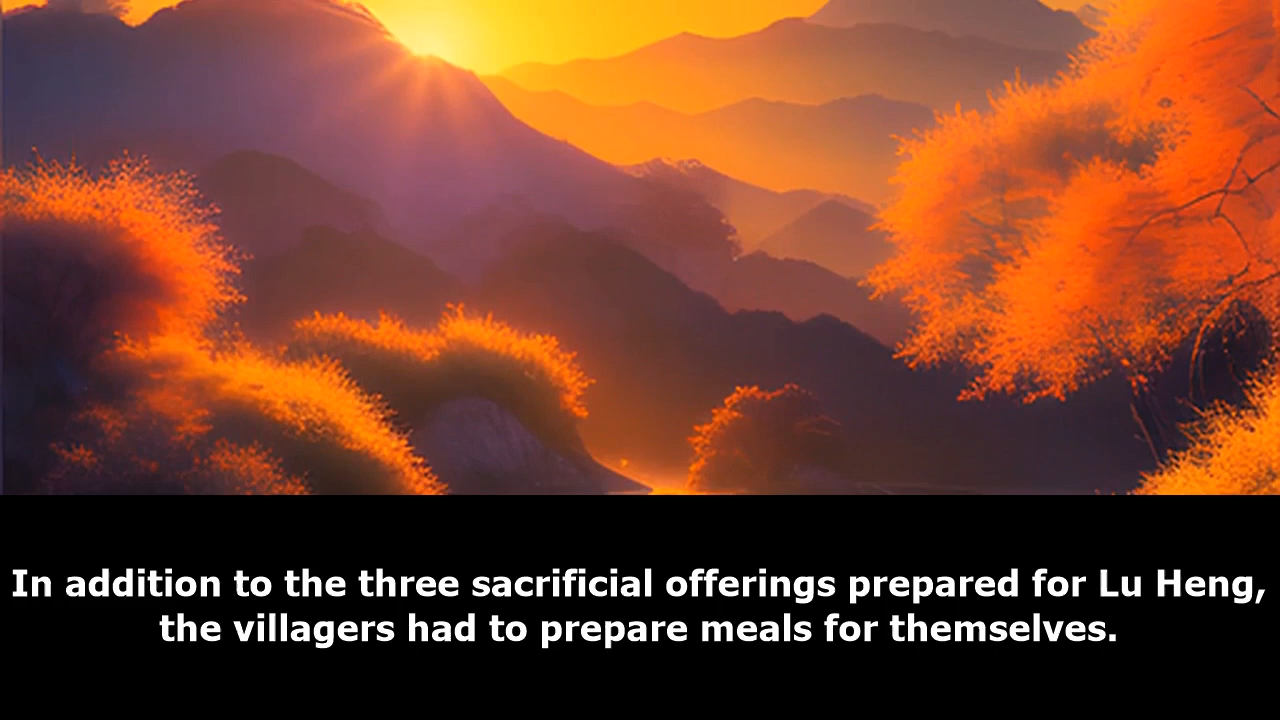 In addition to the three sacrificial offerings prepared for Lu Heng,
the villagers had to prepare meals for themselves.